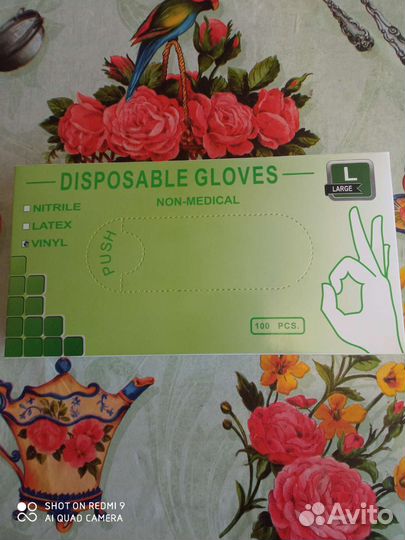 DISPOSABLE GLOVES
L
LARGE
NON-MEDICAL
NITRILE
LATEX
VINYL
PUSH
100 PCS.
SHOT ON REDMI 9
AI QUAD CAMERA
Avito